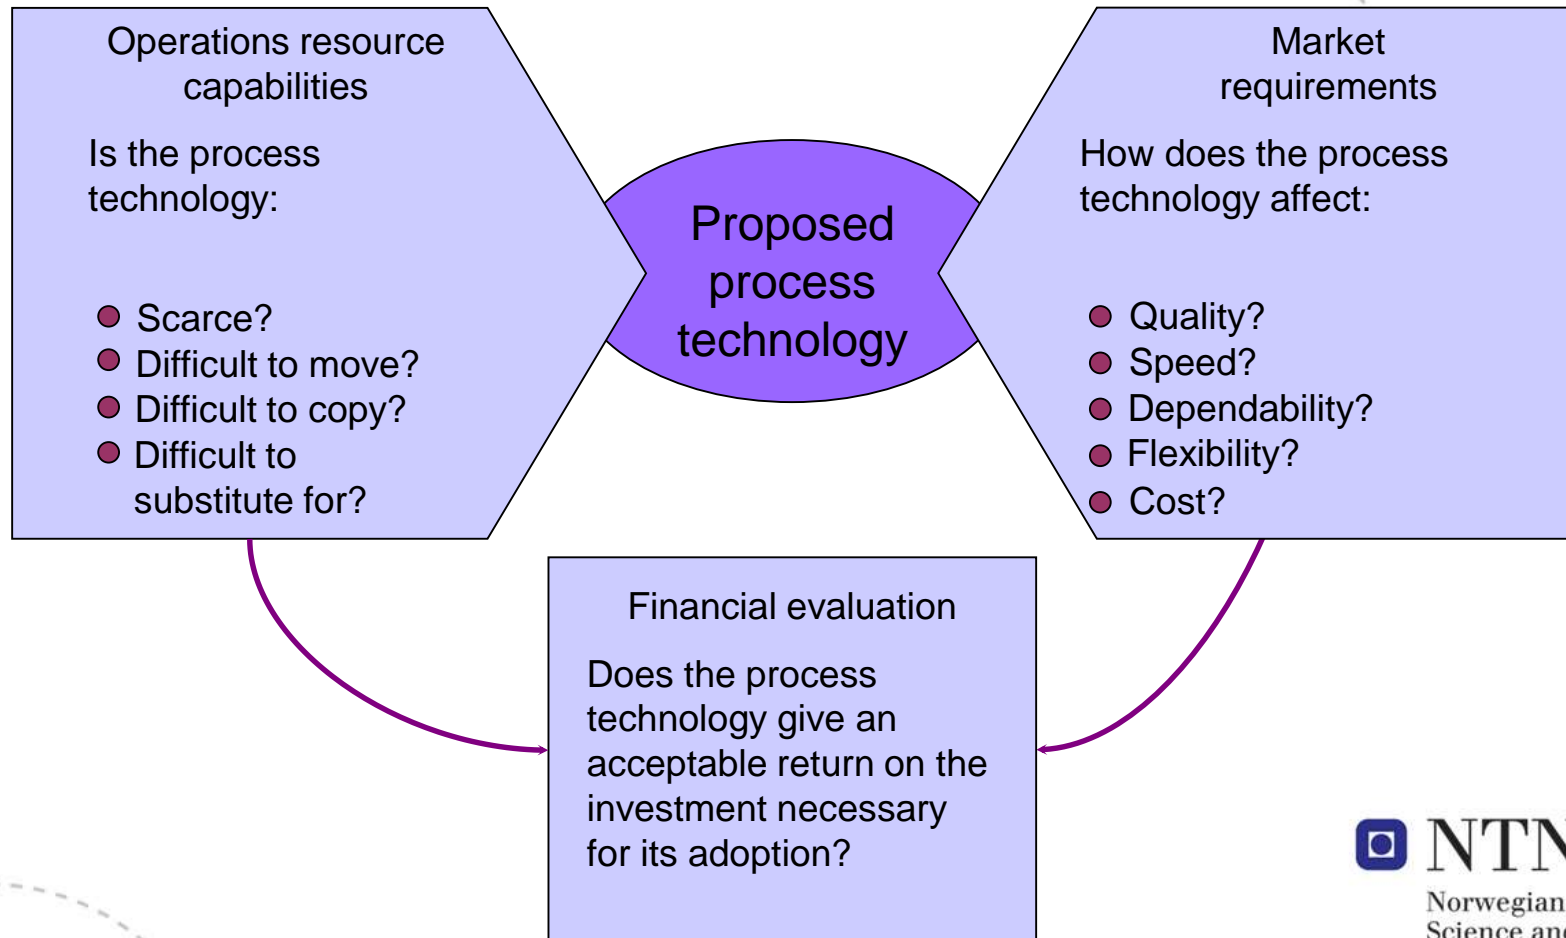 Operations resource
capabilities
Is the process
technology:
Scarce?
Difficult to move?
Difficult to copy?
Difficult to
substitute for?
Proposed
process
technology
Market
requirements
How does the process
technology affect:
Quality?
Speed?
Dependability?
Flexibility?
Cost?
Financial evaluation
Does the process
technology give an
acceptable return on the
investment necessary
for its adoption?
NTN
Norwegian
Science and